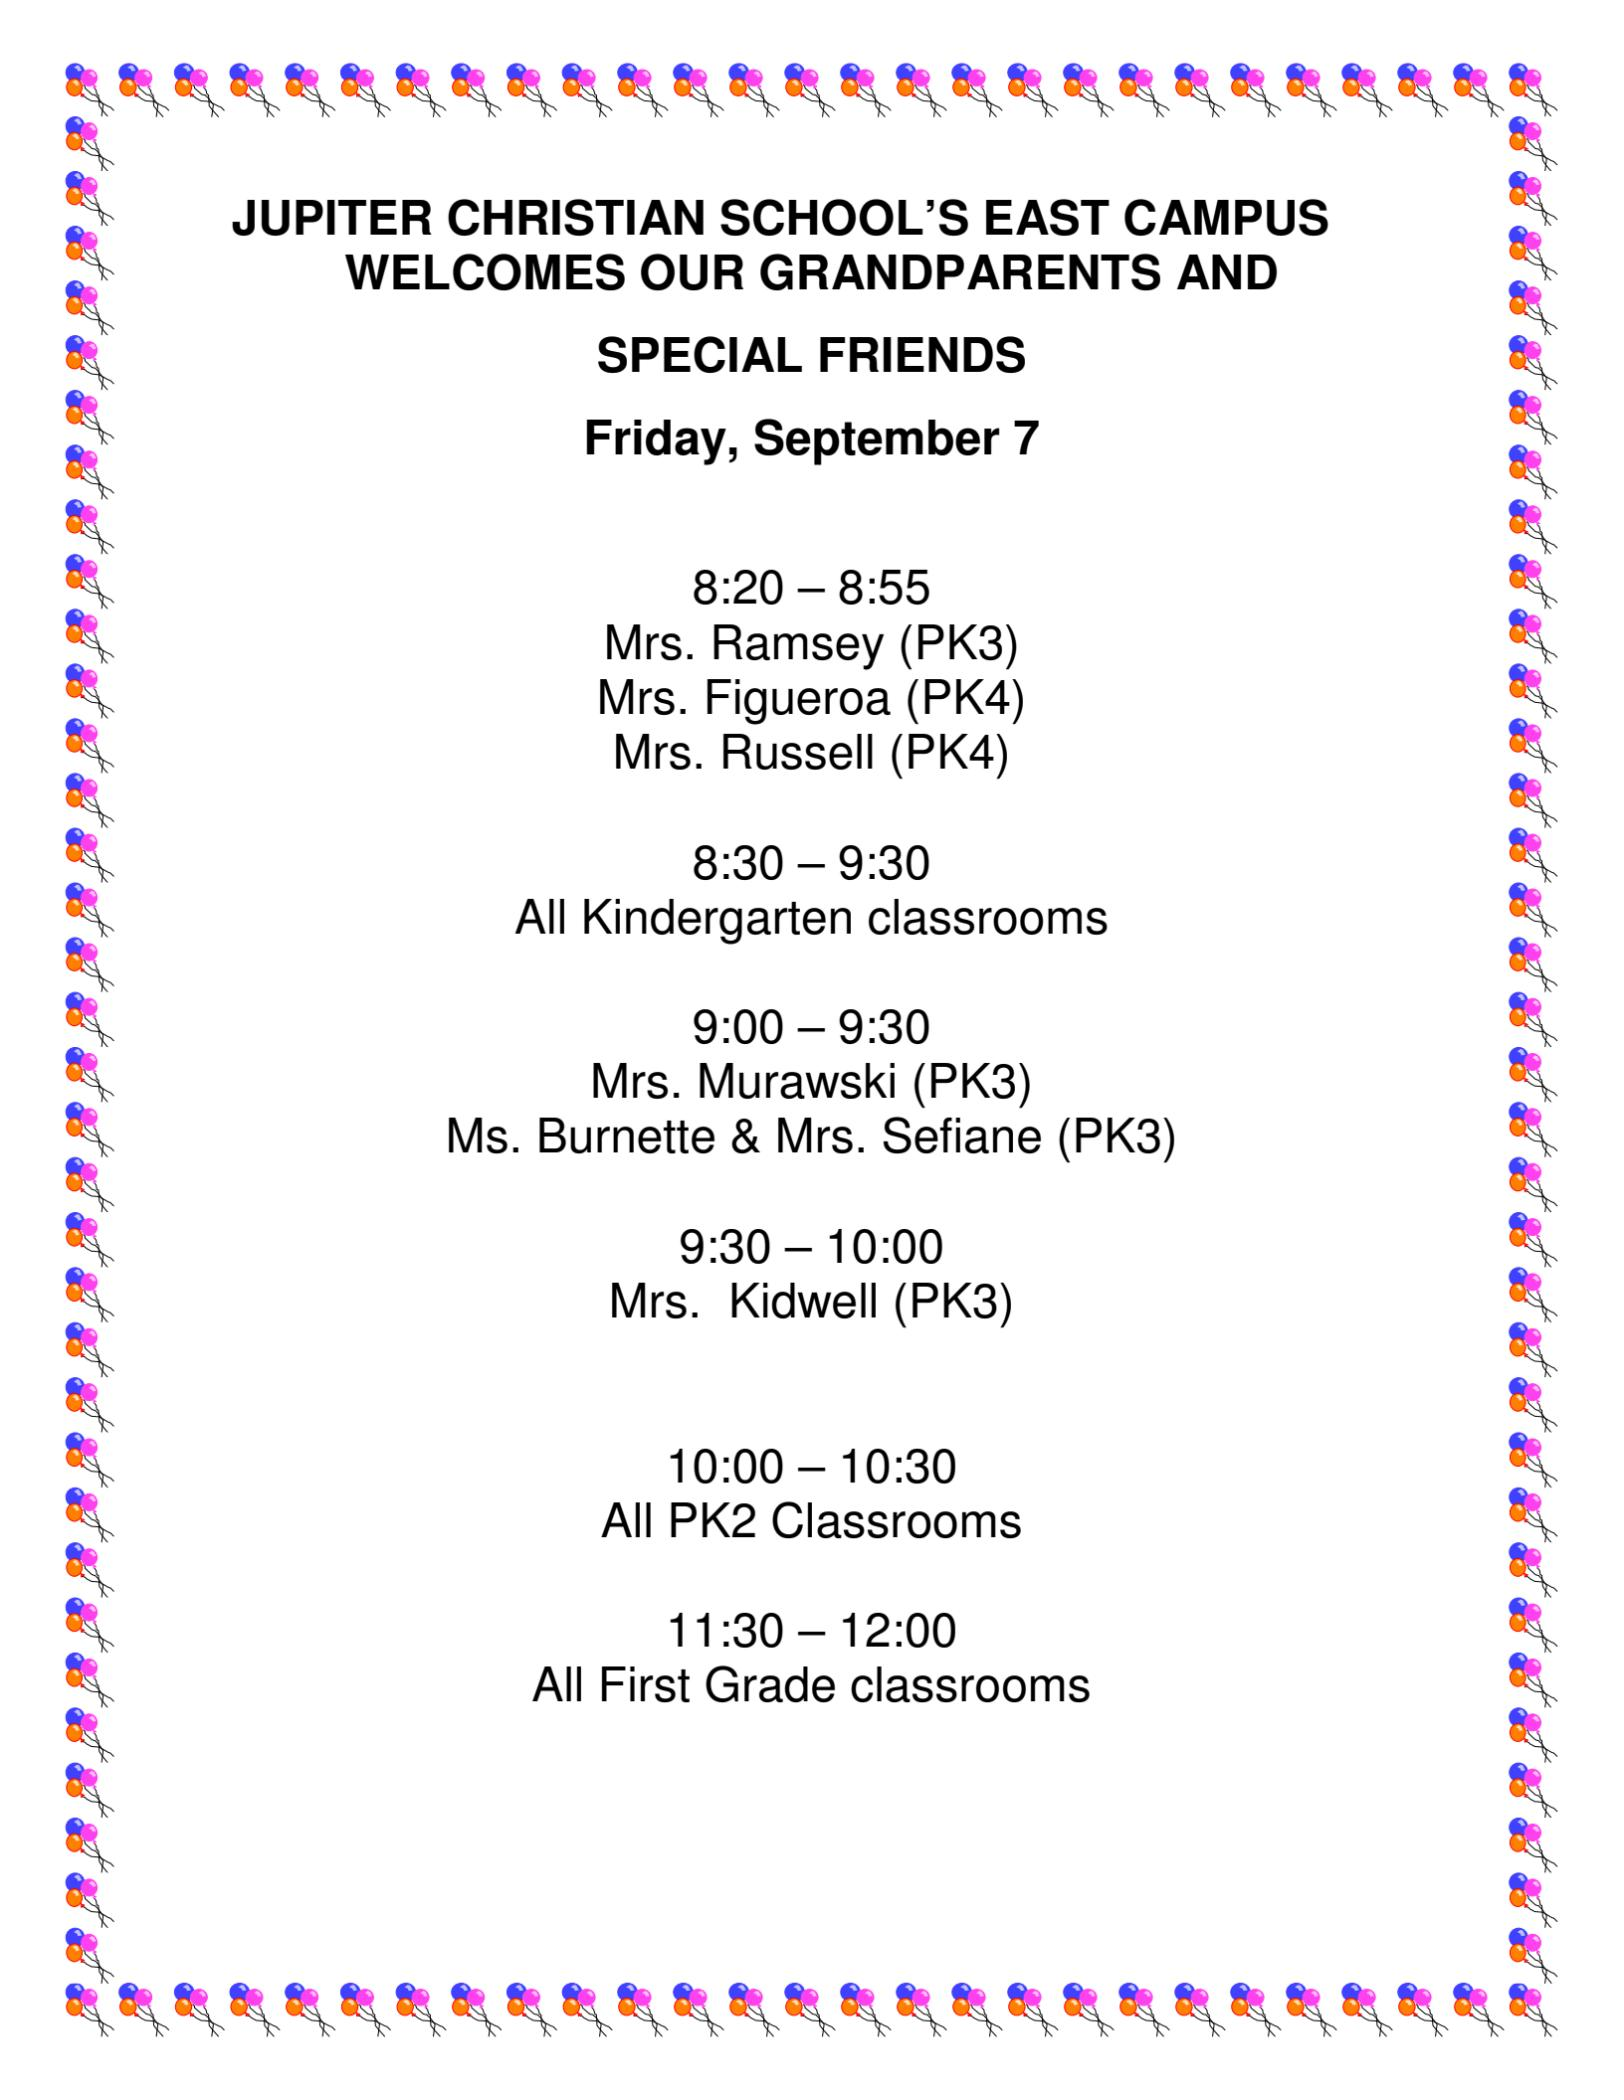 JUPITER CHRISTIAN SCHOOL’S EAST CAMPUS
WELCOMES OUR GRANDPARENTS AND
SPECIAL FRIENDS
Friday, September 7
8:20 – 8:55
Mrs. Ramsey (PK3)
Mrs. Figueroa (PK4)
Mrs. Russell (PK4)
8:30 – 9:30
All Kindergarten classrooms
9:00 – 9:30
Mrs. Murawski (PK3)
Ms. Burnette & Mrs. Sefiane (PK3)
9:30 – 10:00
Mrs.  Kidwell (PK3)
10:00 – 10:30
All PK2 Classrooms
11:30 – 12:00
All First Grade classrooms